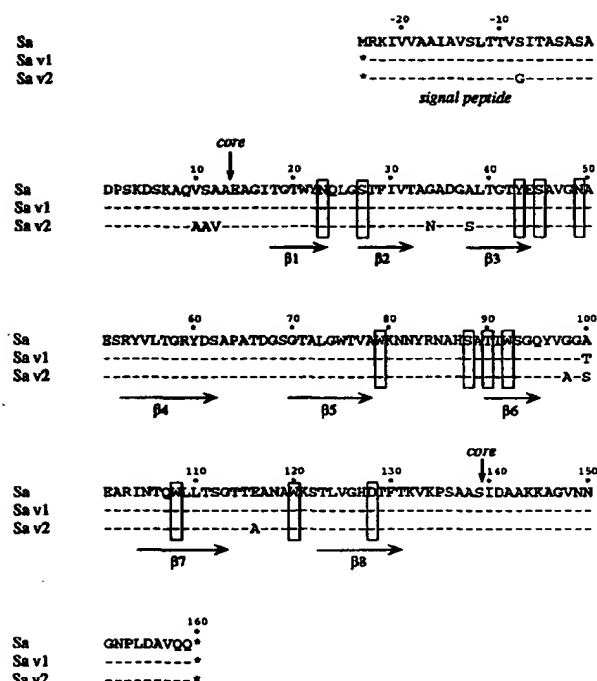 -20 -10
Sa MRKIVVAAIAVSLTTVSITASASA
Sa v1 *-----------------------
Sa v2 *---------------G-------
signal peptide
core
10 20 30 40 50
Sa DPSKDSKAQVSAAEAGITGTWYNQLGSTFIVTAGADGALTGTYESAVGNA
Sa v1 --------------------------------------------------
Sa v2 ---------AAV---------------------N---S------------
β1 β2 β3
60 70 80 90 100
Sa ESRYVLTGRYDSAPATDGSGTALGWTVAWKNNYRNAHSATTWSGQYVGGA
Sa v1 -------------------------------------------------T
Sa v2 -----------------------------------------------A-S
β4 β5 β6
core
110 120 130 140 150
Sa EARINTQWLLTSGTTEANAWKSTLVGHDTFTKVKPSAASIDAAKKAGVNN
Sa v1 --------------------------------------------------
Sa v2 ---------------A----------------------------------
β7 β8
160
Sa GNPLDAVQQ*
Sa v1 ---------*
Sa v2 ---------*